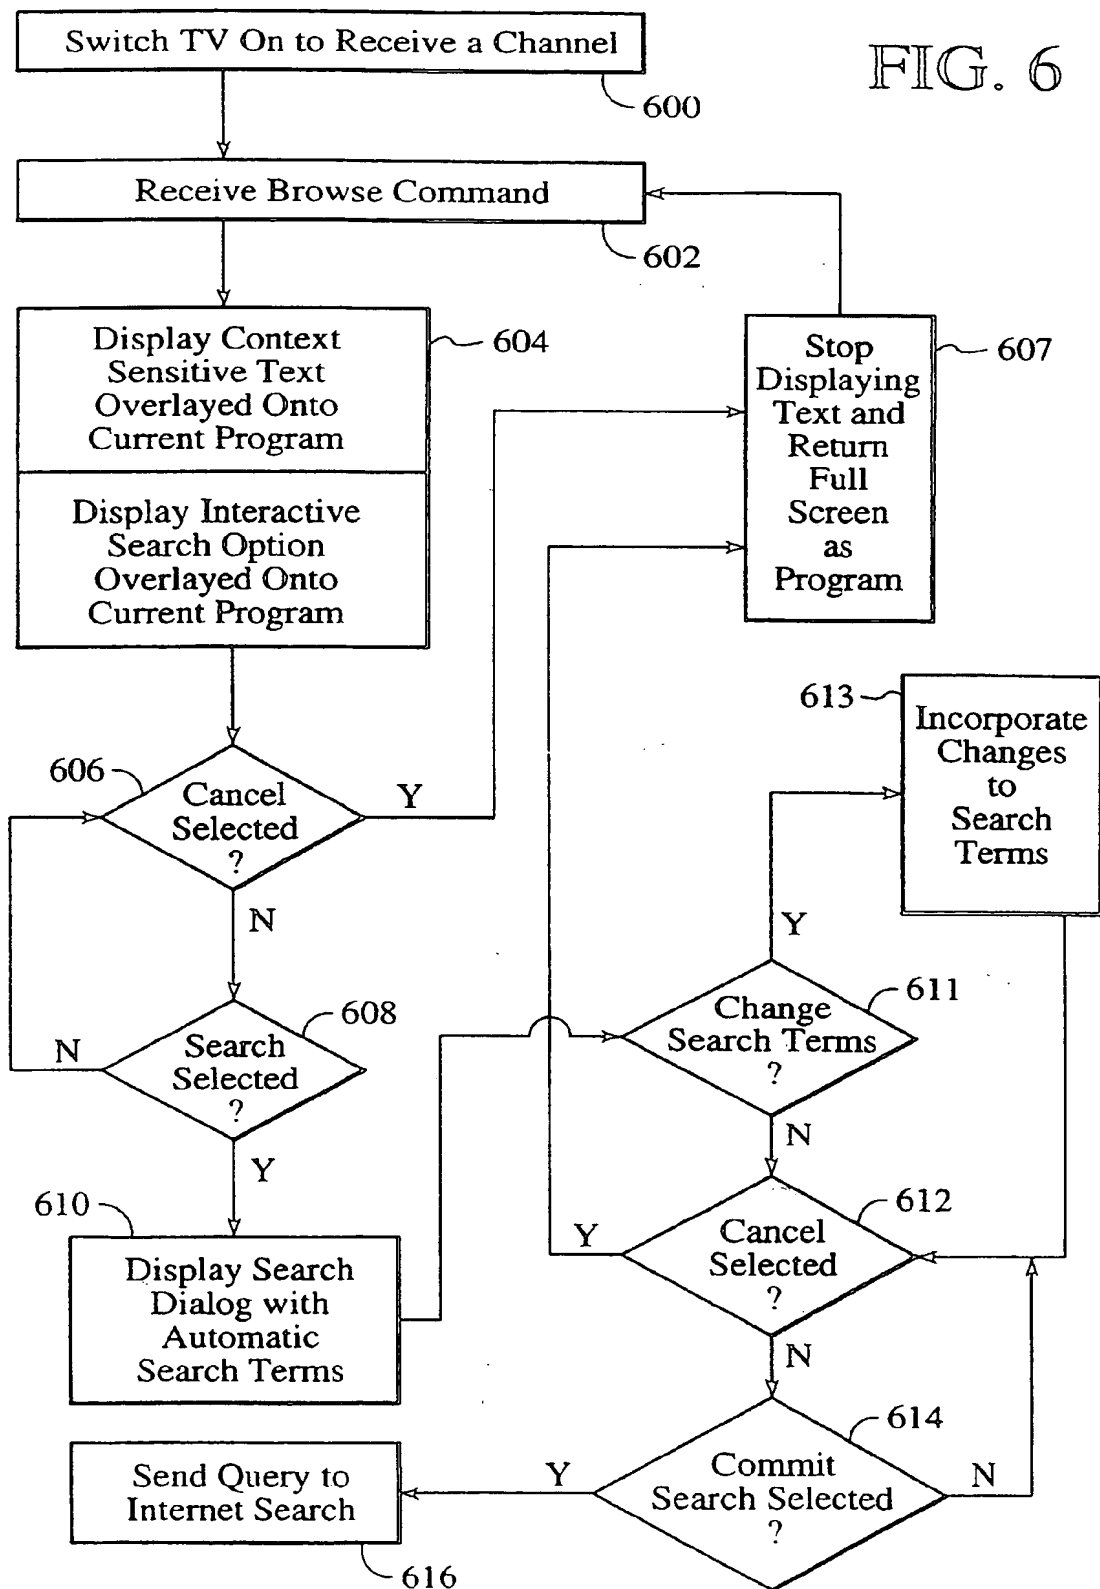 FIG. 6
Switch TV On to Receive a Channel
600
Receive Browse Command
602
Display Context
Sensitive Text
Overlayed Onto
Current Program
604
Display Interactive
Search Option
Overlayed Onto
Current Program
Stop
Displaying
Text and
Return
Full
Screen
as
Program
607
606
Cancel
Selected
?
Y
N
608
Search
Selected
?
N
Y
610
Display Search
Dialog with
Automatic
Search Terms
613
Incorporate
Changes
to
Search
Terms
Y
611
Change
Search Terms
?
N
612
Cancel
Selected
?
Y
N
614
Commit
Search Selected
?
Y
N
Send Query to
Internet Search
616